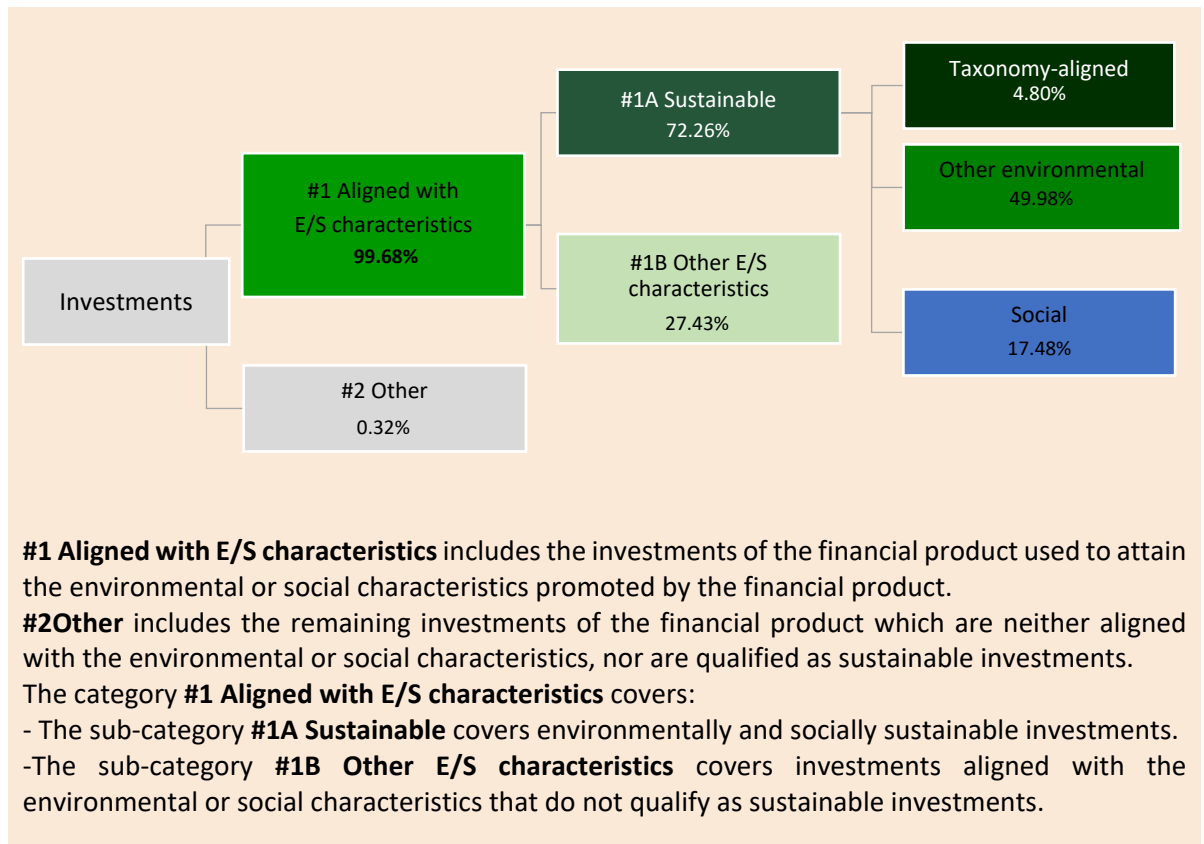 Taxonomy-aligned
4.80%
#1A Sustainable
72.26%
Other environmental
49.98%
#1 Aligned with
E/S characteristics
99.68%
#1B Other E/S
characteristics
27.43%
Investments
Social
17.48%
#2 Other
0.32%
#1 Aligned with E/S characteristics includes the investments of the financial product used to attain
the environmental or social characteristics promoted by the financial product.
#2Other includes the remaining investments of the financial product which are neither aligned
with the environmental or social characteristics, nor are qualified as sustainable investments.
The category #1 Aligned with E/S characteristics covers:
- The sub-category #1A Sustainable covers environmentally and socially sustainable investments.
-The sub-category #1B Other E/S characteristics covers investments aligned with the
environmental or social characteristics that do not qualify as sustainable investments.